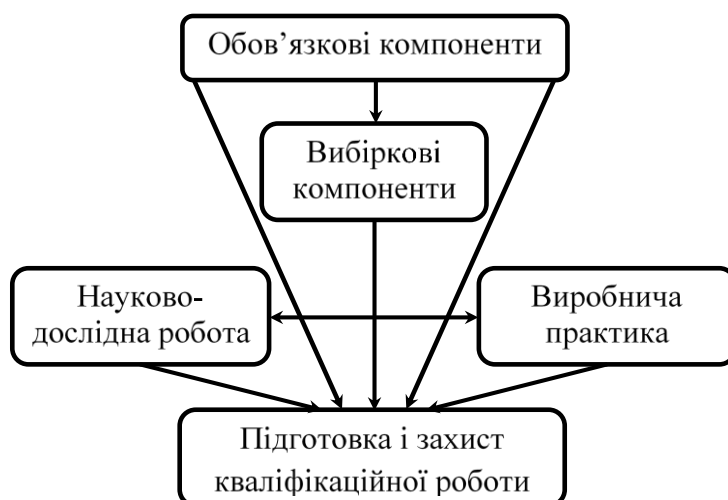 Обов’язкові компоненти
Вибіркові
компоненти
Науково-
дослідна робота
Виробнича
практика
Підготовка і захист
кваліфікаційної роботи